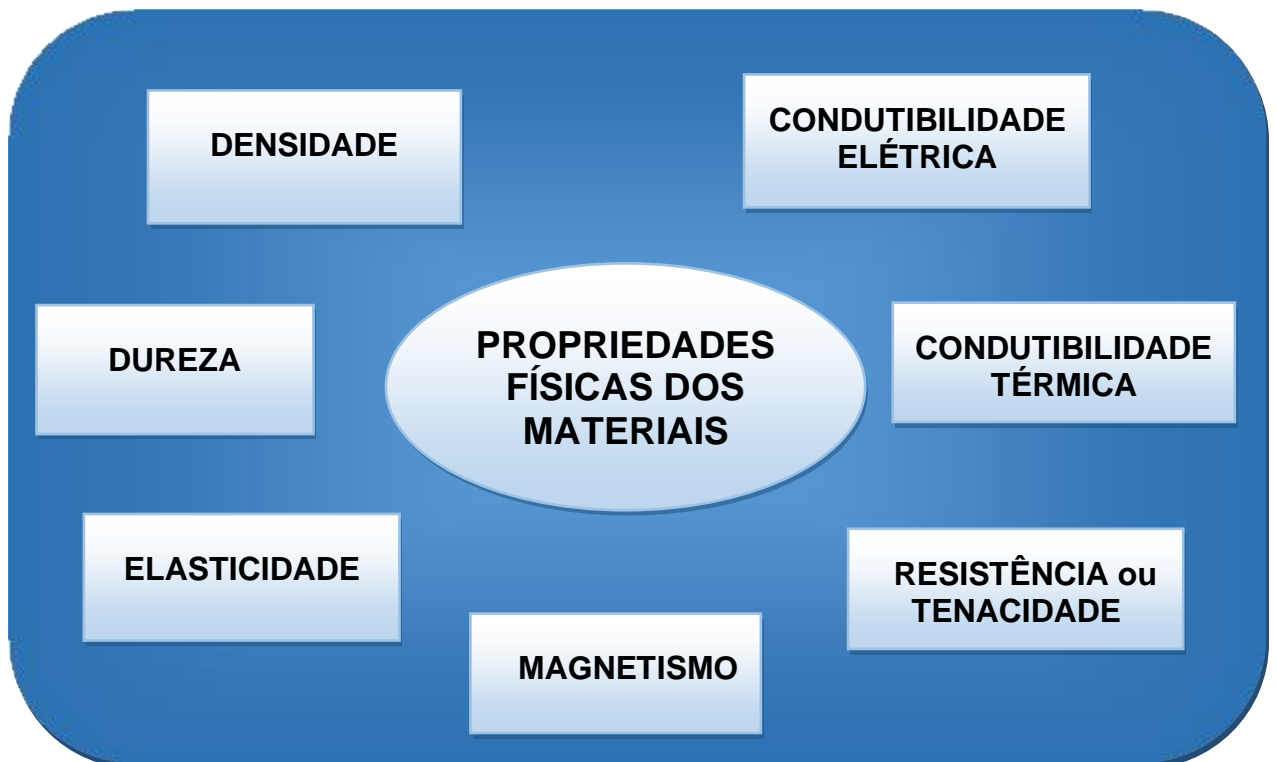 DENSIDADE
CONDUTIBILIDADE
ELÉTRICA
DUREZA
PROPRIEDADES
FÍSICAS DOS
MATERIAIS
CONDUTIBILIDADE
TÉRMICA
ELASTICIDADE
RESISTÊNCIA ou
TENACIDADE
MAGNETISMO